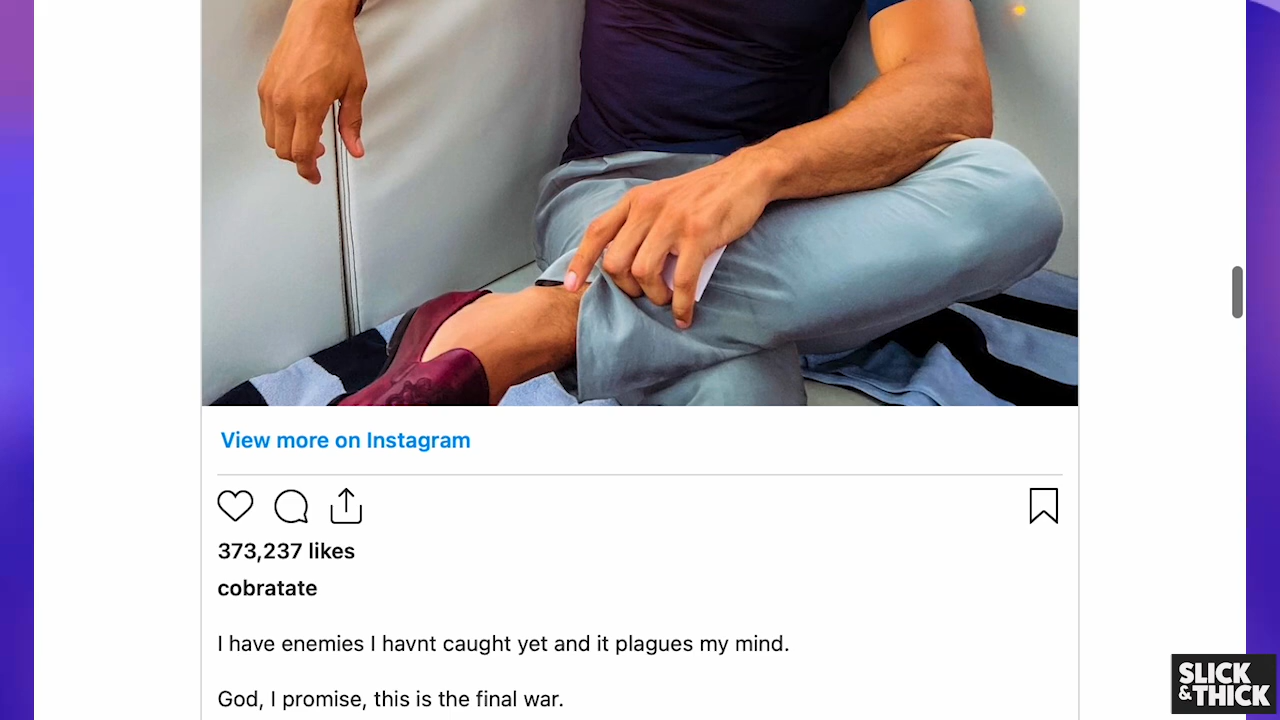 View more on Instagram
373,237 likes
cobratate
I have enemies I havnt caught yet and it plagues my mind.
God, I promise, this is the final war.
SLICK
&THICK